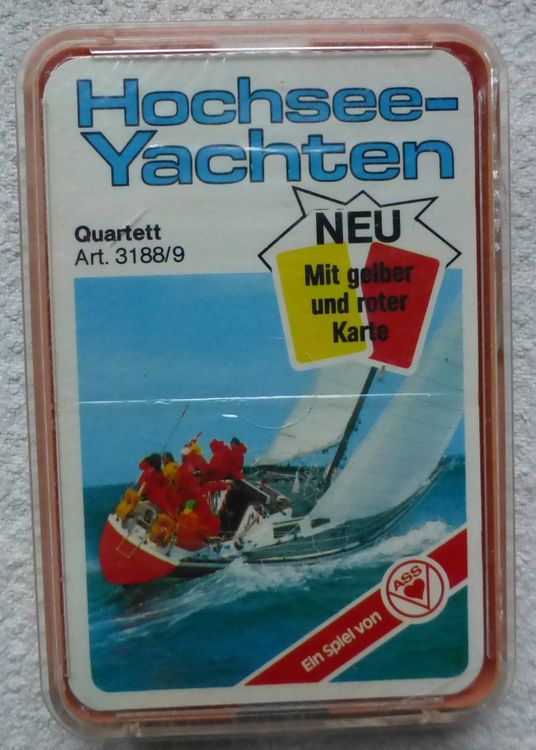 Hochsee-
Yachten
Quartett
Art. 3188/9
NEU
Mit gelber
und roter
Karte
Ein Spiel von
ASS